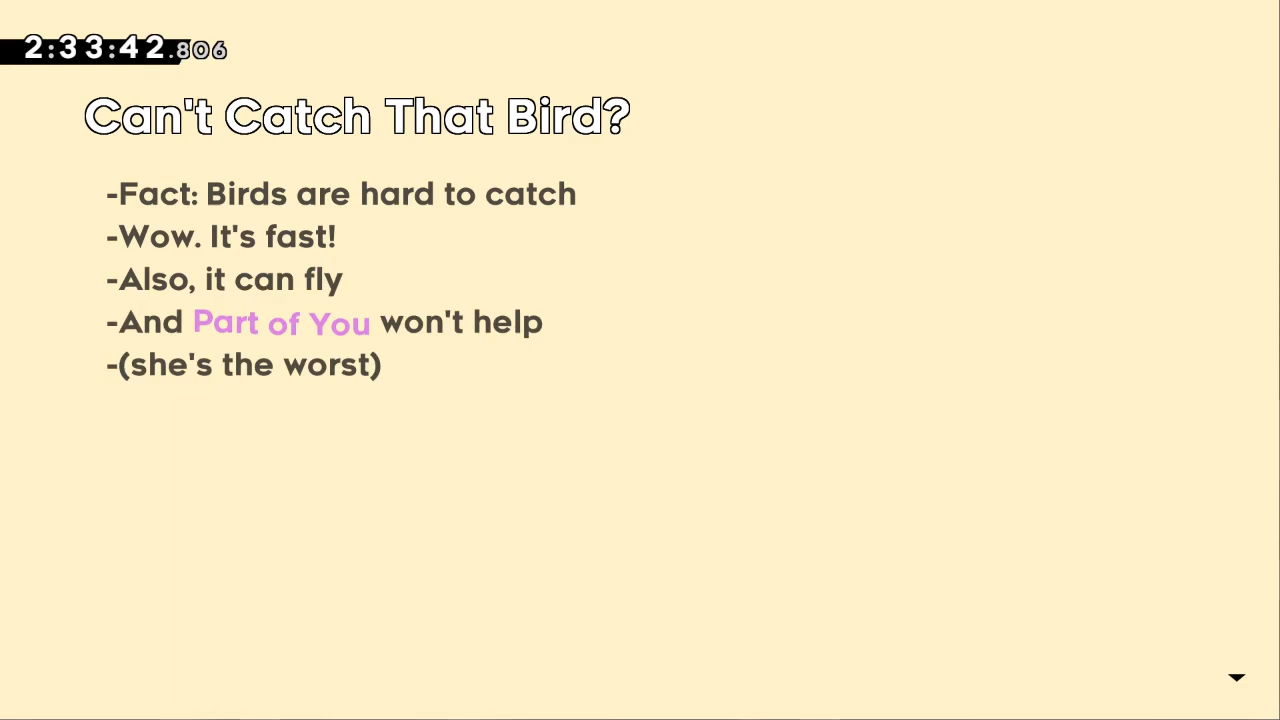 2:33:42.806
Can't Catch That Bird?
-Fact: Birds are hard to catch
-Wow. It's fast!
-Also, it can fly
-And Part of You won't help
-(she's the worst)